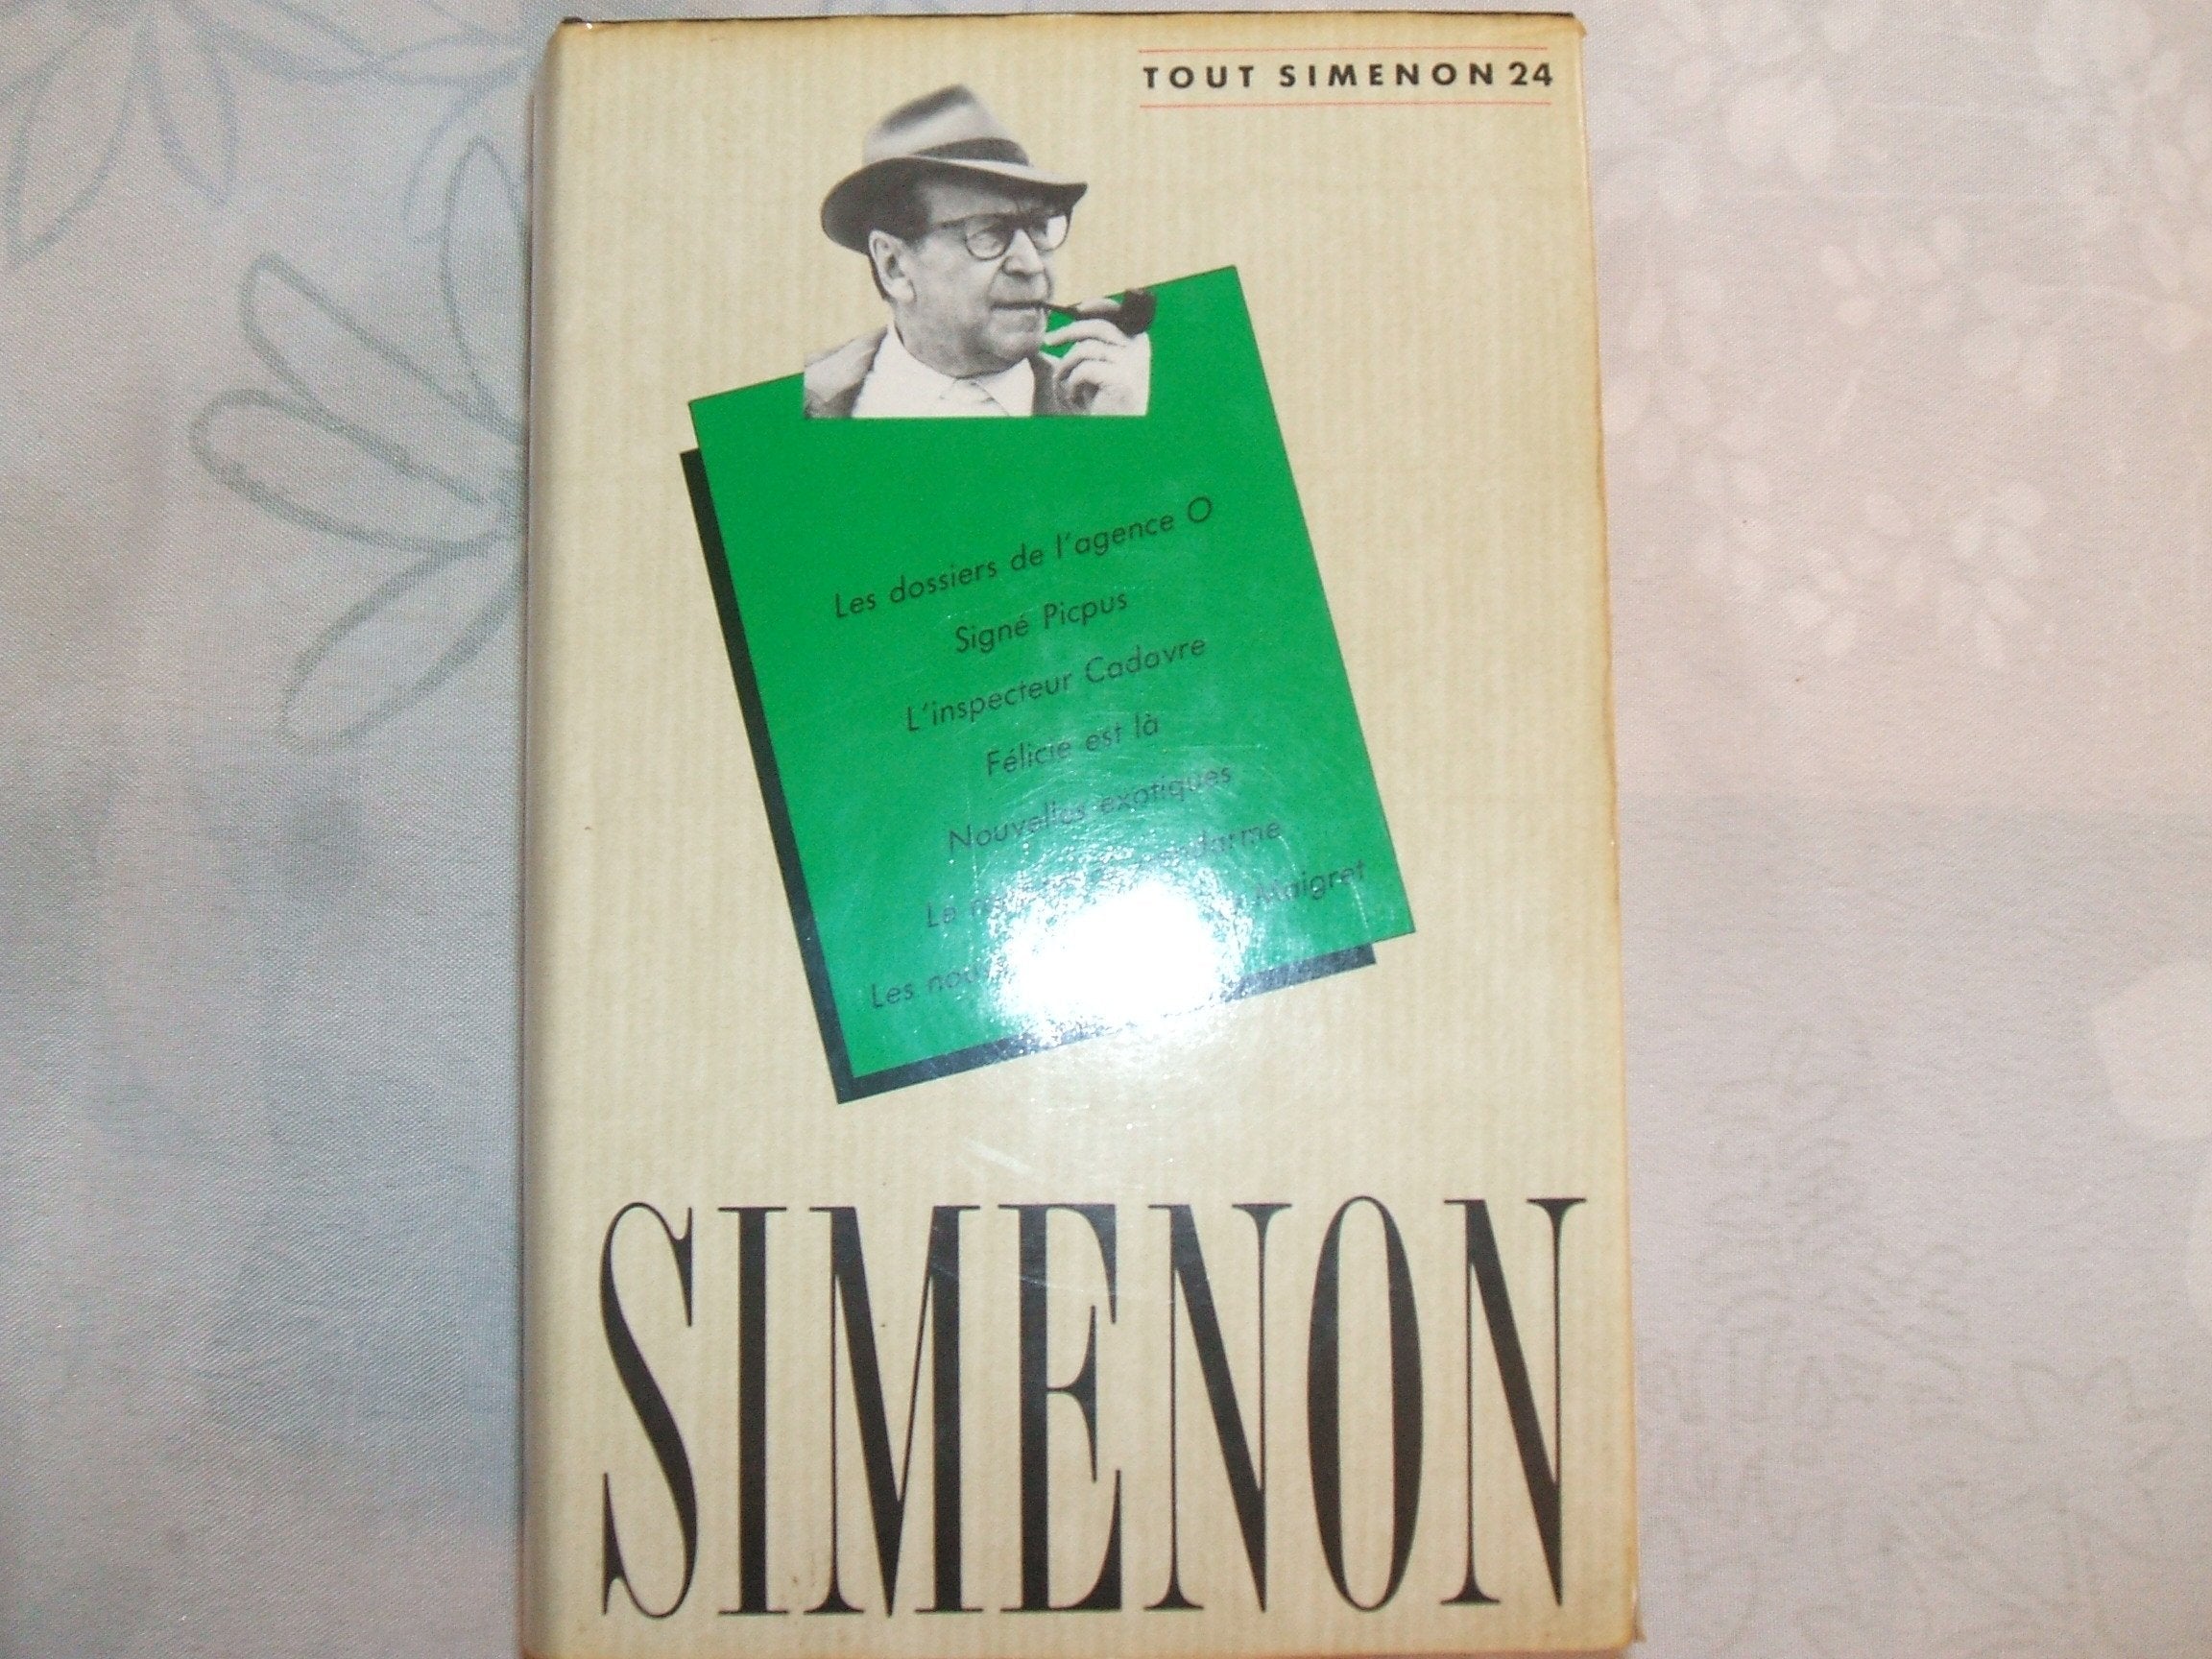 TOUT SIMENON 24
Les dossiers de l'agence O
Signé Picpus
L'inspecteur Cadavre
Félicie est là
Nouvelles exotiques
Le
Les Maigret
SIMENON